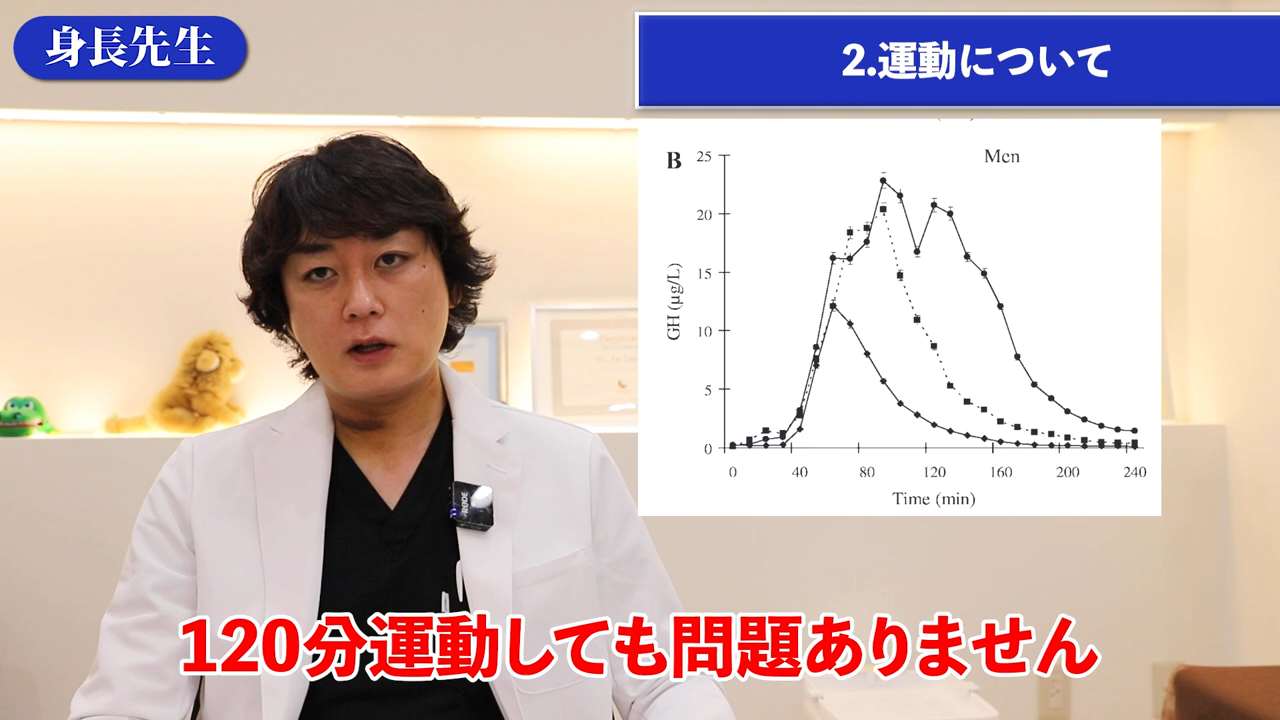 身長先生
2.運動について
B
Men
25
20
15
10
5
0
GH (µg/L)
0 40 80 120 160 200 240
Time (min)
RØDE
120分運動しても問題ありません